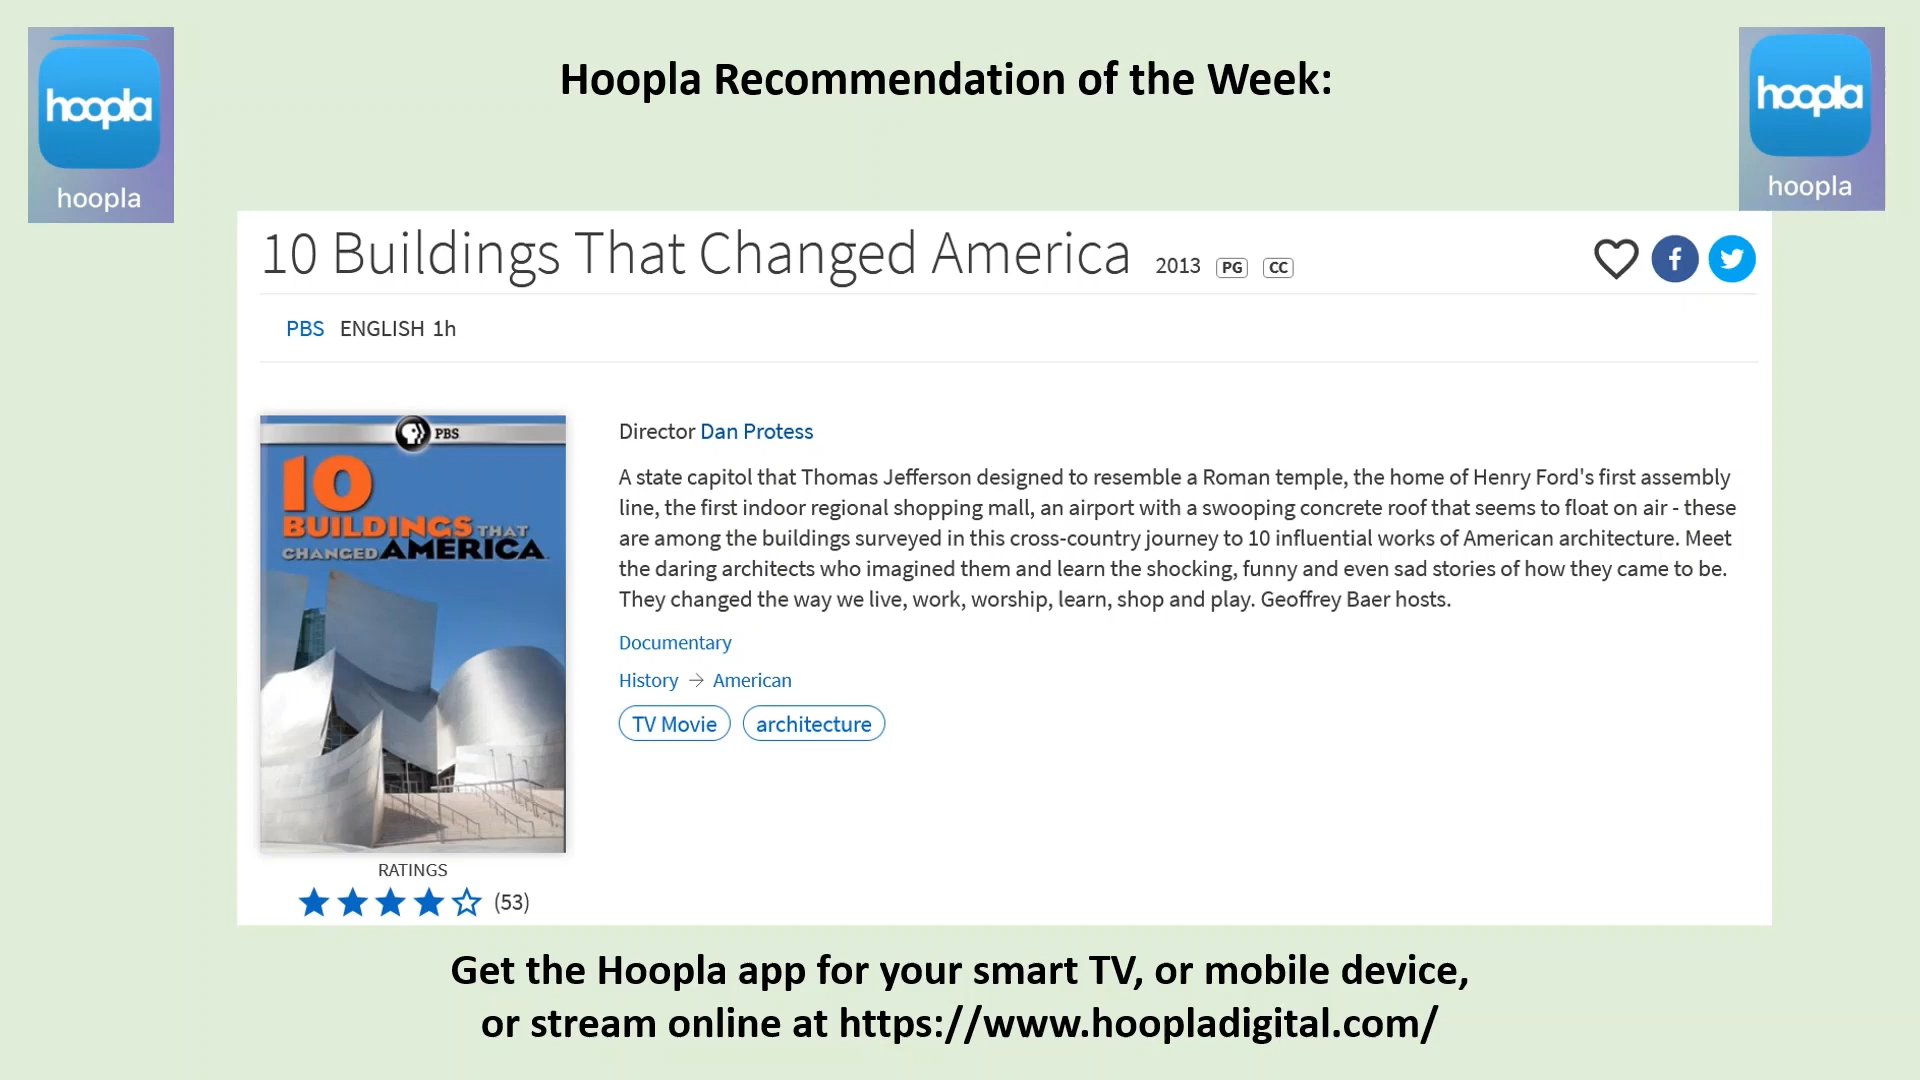 hoopla
hoopla
Hoopla Recommendation of the Week:
hoopla
hoopla
10 Buildings That Changed America 2013 PG CC
PBS ENGLISH 1h
PBS
10
BUILDINGS THAT
CHANGED AMERICA
Director Dan Protess
A state capitol that Thomas Jefferson designed to resemble a Roman temple, the home of Henry Ford's first assembly
line, the first indoor regional shopping mall, an airport with a swooping concrete roof that seems to float on air - these
are among the buildings surveyed in this cross-country journey to 10 influential works of American architecture. Meet
the daring architects who imagined them and learn the shocking, funny and even sad stories of how they came to be.
They changed the way we live, work, worship, learn, shop and play. Geoffrey Baer hosts.
Documentary
History → American
TV Movie architecture
RATINGS
(53)
Get the Hoopla app for your smart TV, or mobile device,
or stream online at https://www.hoopladigital.com/